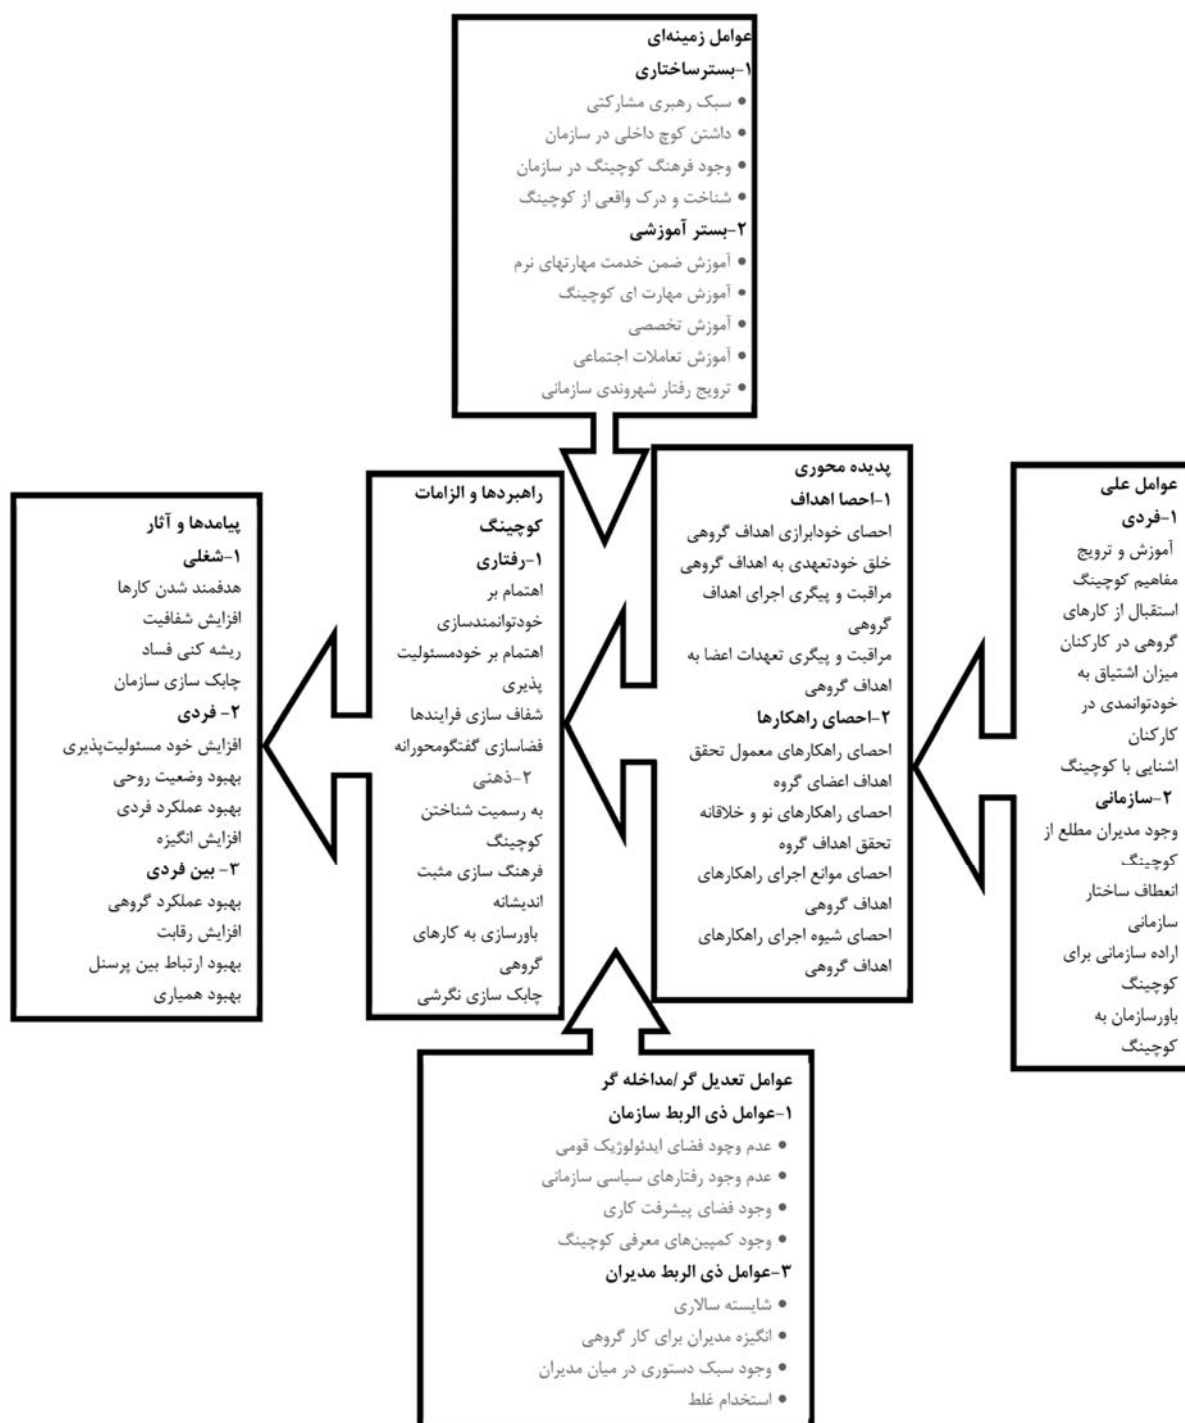 عوامل زمینه‌ای
۱-بسترساختاری
• سبک رهبری مشارکتی
• داشتن کوچ داخلی در سازمان
• وجود فرهنگ کوچینگ در سازمان
• شناخت و درک واقعی از کوچینگ
۲-بستر آموزشی
• آموزش ضمن خدمت مهارتهای نرم
• آموزش مهارت ای کوچینگ
• آموزش تخصصی
• آموزش تعاملات اجتماعی
• ترویج رفتار شهروندی سازمانی
عوامل علی
۱-فردی
آموزش و ترویج
مفاهیم کوچینگ
استقبال از کارهای
گروهی در کارکنان
میزان اشتیاق به
خودتوانمدی در
کارکنان
اشنایی با کوچینگ
۲-سازمانی
وجود مدیران مطلع از
کوچینگ
انعطاف ساختار
سازمانی
اراده سازمانی برای
کوچینگ
باورسازمان به
کوچینگ
پدیده محوری
۱-احصا اهداف
احصای خودابرازی اهداف گروهی
خلق خودتعهدی به اهداف گروهی
مراقبت و پیگری اجرای اهداف
گروهی
مراقبت و پیگری تعهدات اعضا به
اهداف گروهی
۲-احصای راهکارها
احصای راهکارهای معمول تحقق
اهداف اعضای گروه
احصای راهکارهای نو و خلاقانه
تحقق اهداف گروه
احصای موانع اجرای راهکارهای
اهداف گروهی
احصای شیوه اجرای راهکارهای
اهداف گروهی
راهبردها و الزامات
کوچینگ
۱-رفتاری
اهتمام بر
خودتوانمندسازی
اهتمام بر خودمسئولیت
پذیری
شفاف سازی فرایندها
فضاسازی گفتگومحورانه
۲-ذهنی
به رسمیت شناختن
کوچینگ
فرهنگ سازی مثبت
اندیشانه
باورسازی به کارهای
گروهی
چابک سازی نگرشی
پیامدها و آثار
۱-شغلی
هدفمند شدن کارها
افزایش شفافیت
ریشه کنی فساد
چابک سازی سازمان
۲- فردی
افزایش خود مسئولیت‌پذیری
بهبود وضعیت روحی
بهبود عملکرد فردی
افزایش انگیزه
۳- بین فردی
بهبود عملکرد گروهی
افزایش رقابت
بهبود ارتباط بین پرسنل
بهبود همیاری
عوامل تعدیل گر/مداخله گر
۱-عوامل ذی الربط سازمان
• عدم وچود فضای ایدئولوژیک قومی
• عدم وجود رفتارهای سیاسی سازمانی
• وجود فضای پیشرفت کاری
• وجود کمپین‌های معرفی کوچینگ
۳-عوامل ذی الربط مدیران
• شایسته سالاری
• انگیزه مدیران برای کار گروهی
• وجود سبک دستوری در میان مدیران
• استخدام غلط